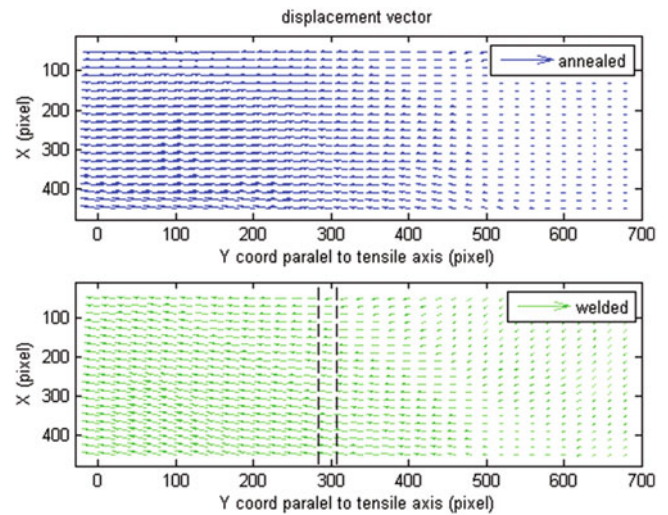 displacement vector
annealed
100
200
300
400
X (pixel)
0 100 200 300 400 500 600 700
Y coord paralel to tensile axis (pixel)
welded
100
200
300
400
X (pixel)
0 100 200 300 400 500 600 700
Y coord paralel to tensile axis (pixel)